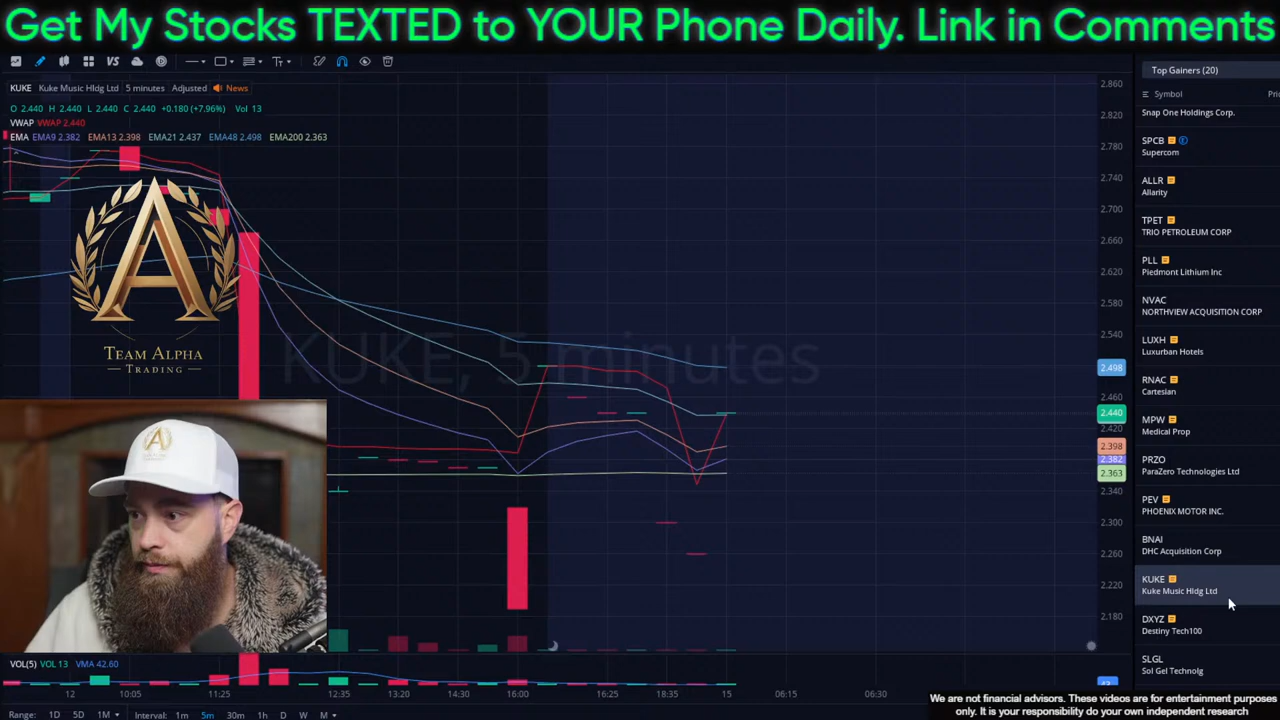 Get My Stocks TEXTED to YOUR Phone Daily. Link in Comments
VS
KUKE Kuke Music Hldg Ltd 5 minutes Adjusted News
O 2.440 H 2.440 L 2.440 C 2.440 +0.180 (+7.96%) Vol 13
VWAP VWAP 2.440
EMA EMA9 2.382 EMA13 2.398 EMA21 2.437 EMA48 2.498 EMA200 2.363
A
TEAM ALPHA
TRADING
KUKE, 5 minutes
2.860
2.820
2.780
2.740
2.700
2.660
2.620
2.580
2.540
2.498
2.460
2.440
2.420
2.398
2.382
2.363
2.340
2.300
2.260
2.220
2.180
VOL(5) VOL 13 VMA 42.60
12 10:05 11:25 12:35 13:20 14:30 16:00 16:25 18:35 15 06:15 06:30
Range: 1D 5D 1M Interval: 1m 5m 30m 1h D W M
Top Gainers (20)
Symbol
Snap One Holdings Corp.
SPCB
Supercom
ALLR
Allarity
TPET
TRIO PETROLEUM CORP
PLL
Piedmont Lithium Inc
NVAC
NORTHVIEW ACQUISITION CORP
LUXH
Luxurban Hotels
RNAC
Cartesian
MPW
Medical Prop
PRZO
ParaZero Technologies Ltd
PEV
PHOENIX MOTOR INC.
BNAI
DHC Acquisition Corp
KUKE
Kuke Music Hldg Ltd
DXYZ
Destiny Tech100
SLGL
Sol Gel Technolg
We are not financial advisors. These videos are for entertainment purposes
only. It is your responsibility do your own independent research